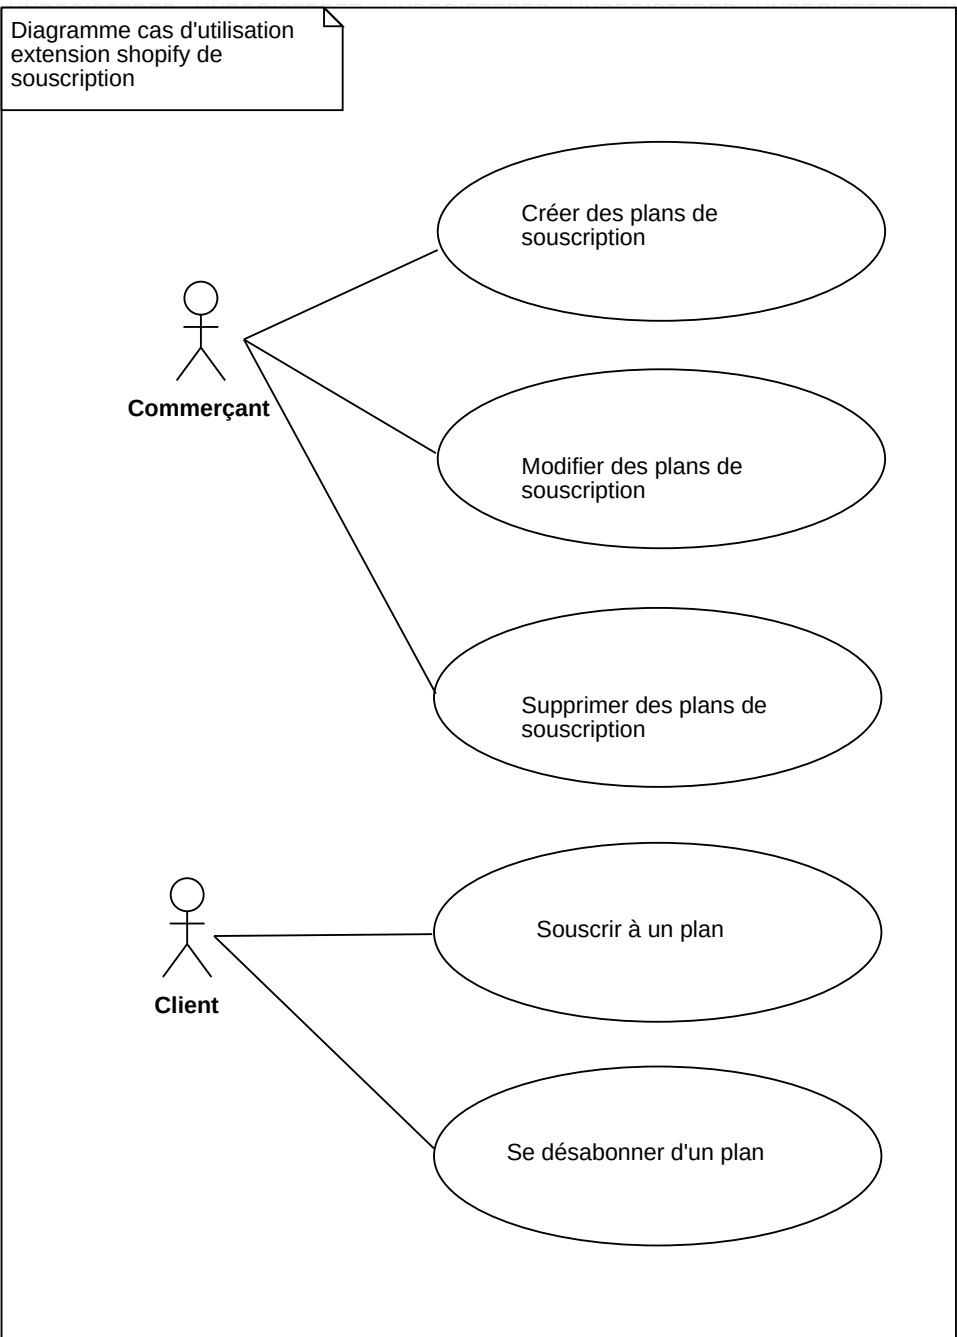 Diagramme cas d'utilisation
extension shopify de
souscription
Créer des plans de
souscription
Commerçant
Modifier des plans de
souscription
Supprimer des plans de
souscription
Souscrir à un plan
Client
Se désabonner d'un plan